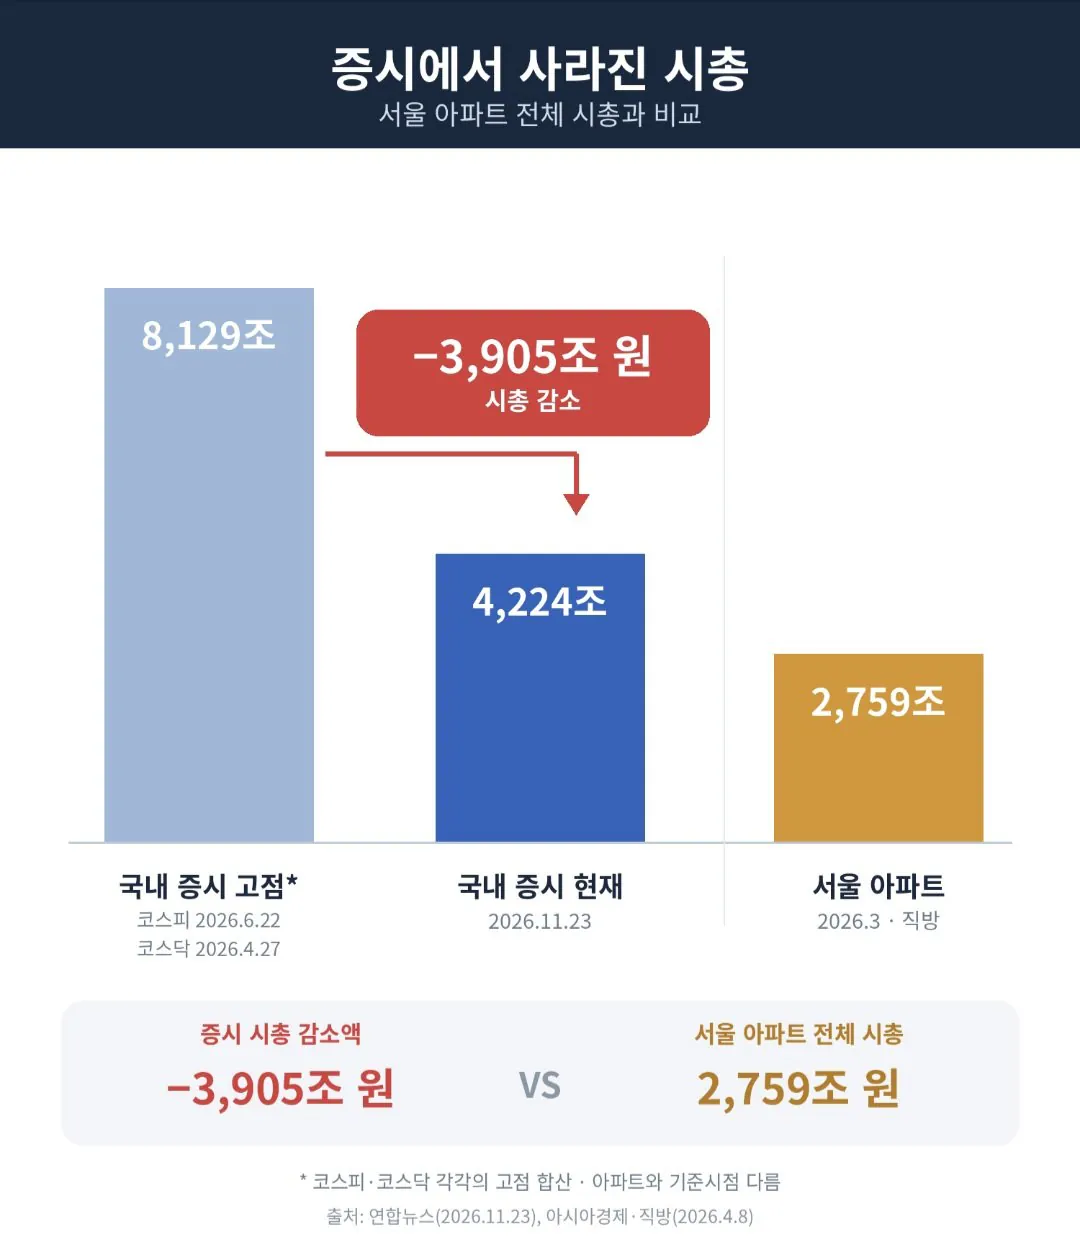 증시에서 사라진 시총
서울 아파트 전체 시총과 비교
8,129조
−3,905조 원
시총 감소
4,224조
2,759조
국내 증시 고점*
코스피 2026.6.22
코스닥 2026.4.27
국내 증시 현재
2026.11.23
서울 아파트
2026.3 · 직방
증시 시총 감소액
−3,905조 원
VS
서울 아파트 전체 시총
2,759조 원
* 코스피·코스닥 각각의 고점 합산 · 아파트와 기준시점 다름
출처: 연합뉴스(2026.11.23), 아시아경제·직방(2026.4.8)